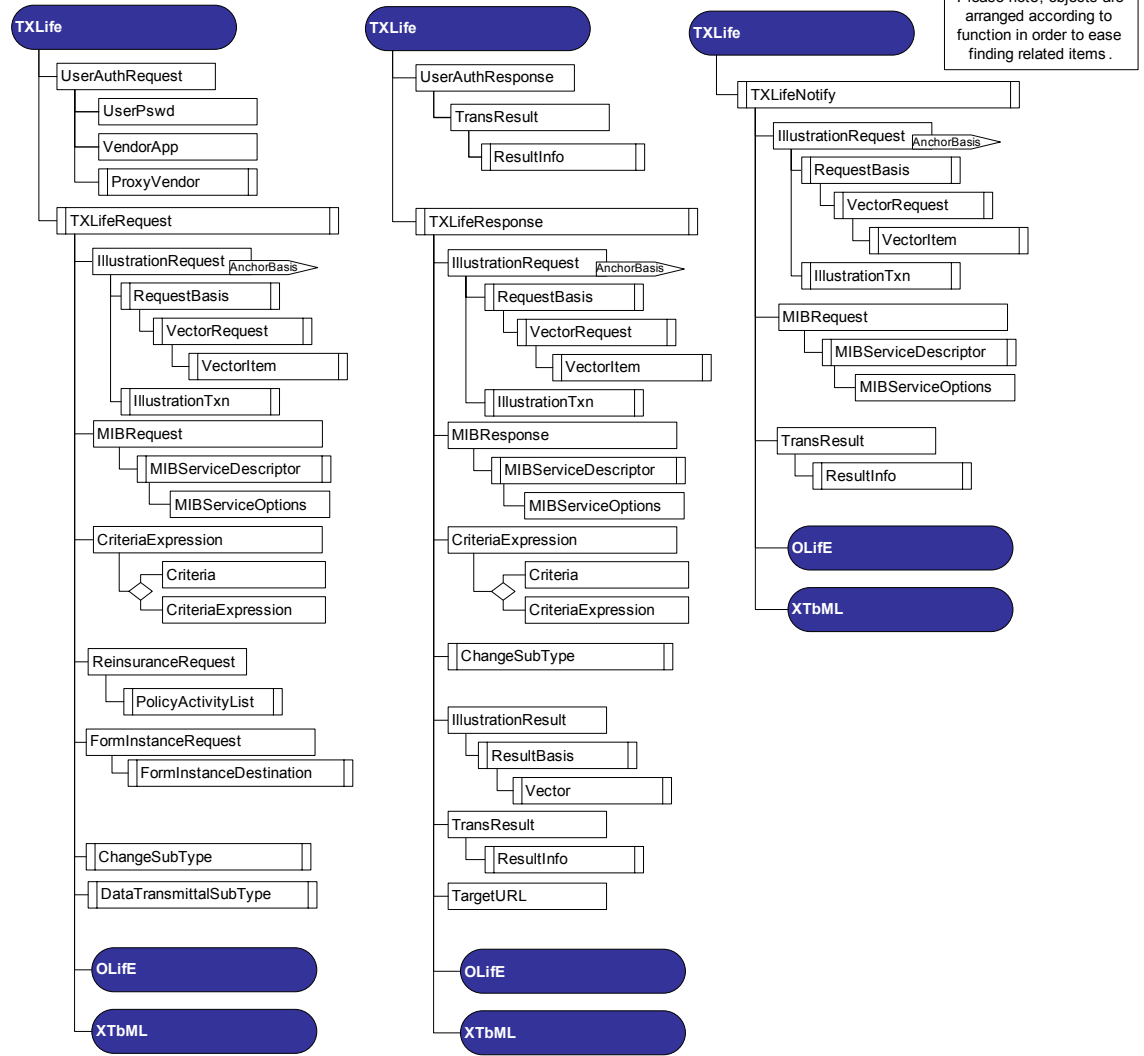 TXLife
UserAuthRequest
UserPswd
VendorApp
ProxyVendor
TXLifeRequest
IllustrationRequest
AnchorBasis
RequestBasis
VectorRequest
VectorItem
IllustrationTxn
MIBRequest
MIBServiceDescriptor
MIBServiceOptions
CriteriaExpression
Criteria
CriteriaExpression
ReinsuranceRequest
PolicyActivityList
FormInstanceRequest
FormInstanceDestination
ChangeSubType
DataTransmittalSubType
OLifE
XTbML
TXLife
UserAuthResponse
TransResult
ResultInfo
TXLifeResponse
IllustrationRequest
AnchorBasis
RequestBasis
VectorRequest
VectorItem
IllustrationTxn
MIBResponse
MIBServiceDescriptor
MIBServiceOptions
CriteriaExpression
Criteria
CriteriaExpression
ChangeSubType
IllustrationResult
ResultBasis
Vector
TransResult
ResultInfo
TargetURL
OLifE
XTbML
Please note, objects are
arranged according to
function in order to ease
finding related items.
TXLife
TXLifeNotify
IllustrationRequest
AnchorBasis
RequestBasis
VectorRequest
VectorItem
IllustrationTxn
MIBRequest
MIBServiceDescriptor
MIBServiceOptions
TransResult
ResultInfo
OLifE
XTbML